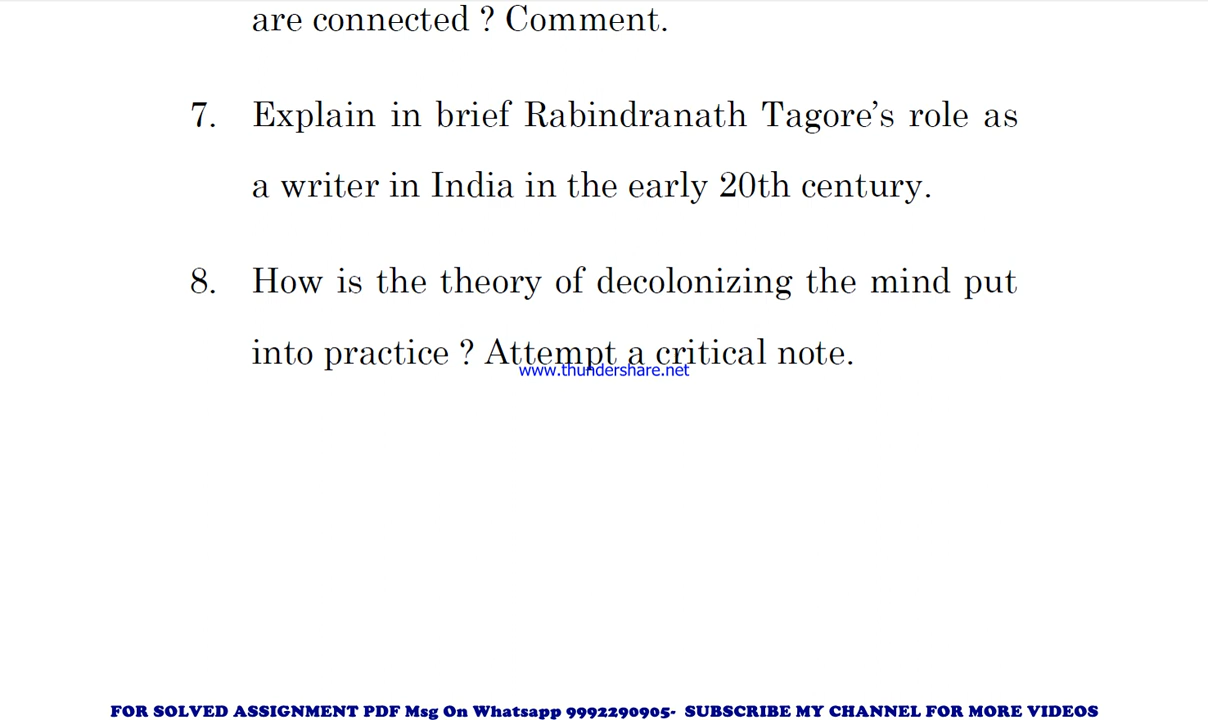 are connected ? Comment.
7. Explain in brief Rabindranath Tagore’s role as
a writer in India in the early 20th century.
8. How is the theory of decolonizing the mind put
into practice ? Attempt a critical note.
www.thundershare.net
FOR SOLVED ASSIGNMENT PDF Msg On Whatsapp 9992290905- SUBSCRIBE MY CHANNEL FOR MORE VIDEOS